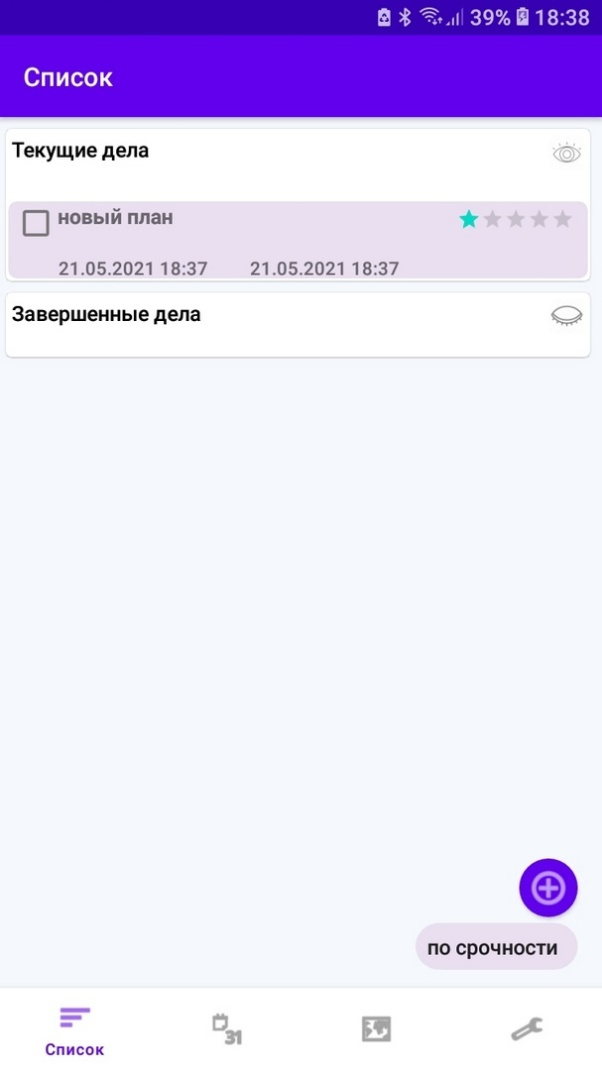 39% 18:38
Список
Текущие дела
новый план
21.05.2021 18:37 21.05.2021 18:37
Завершенные дела
по срочности
31
Список